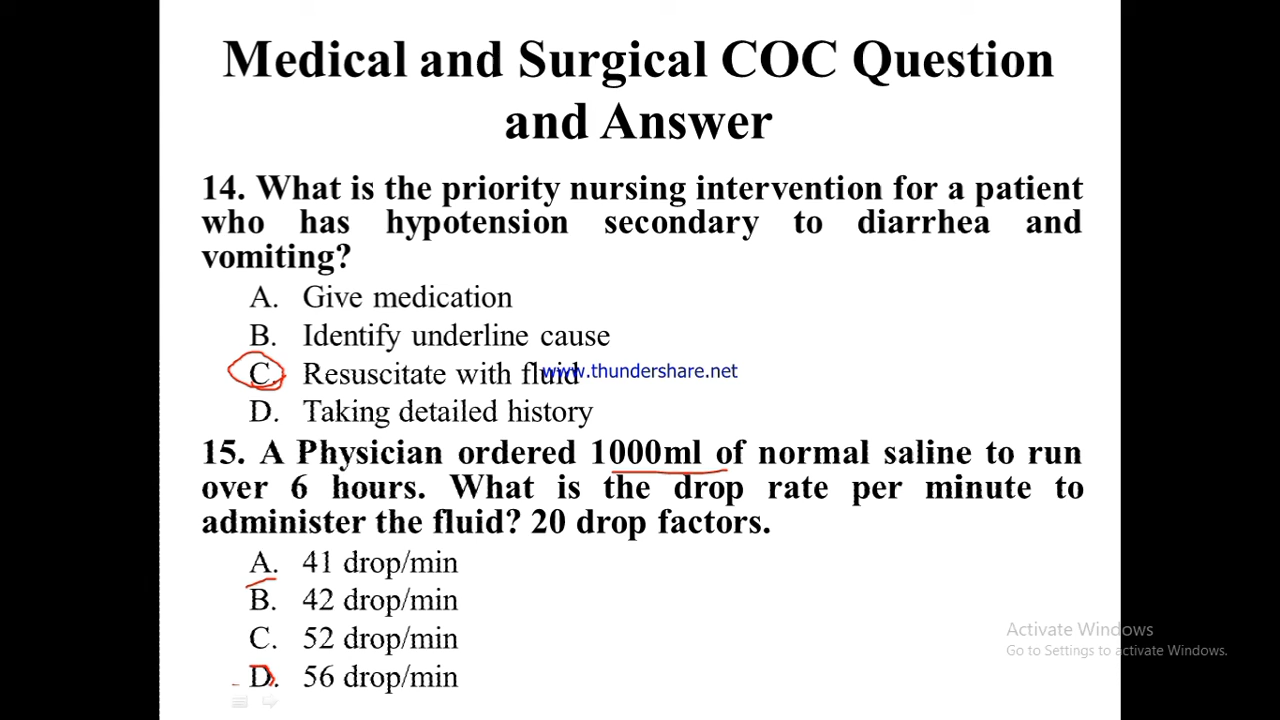 Medical and Surgical COC Question
and Answer
14. What is the priority nursing intervention for a patient
who has hypotension secondary to diarrhea and
vomiting?
A. Give medication
B. Identify underline cause
C. Resuscitate with fluid
www.thundershare.net
D. Taking detailed history
15. A Physician ordered 1000ml of normal saline to run
over 6 hours. What is the drop rate per minute to
administer the fluid? 20 drop factors.
A. 41 drop/min
B. 42 drop/min
C. 52 drop/min
D. 56 drop/min
Activate Windows
Go to Settings to activate Windows.